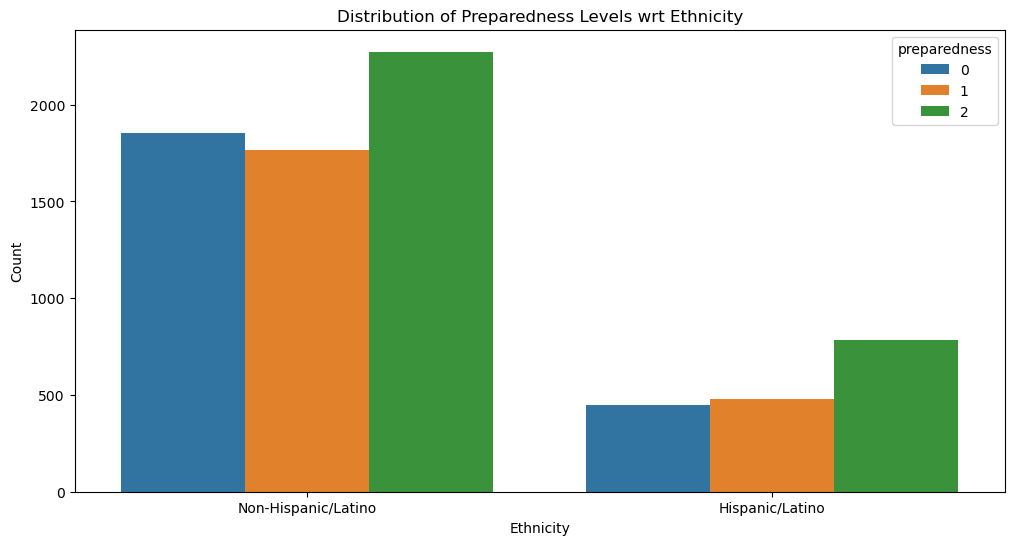 Distribution of Preparedness Levels wrt Ethnicity
preparedness
0
1
2
2000
1500
1000
500
0
Count
Non-Hispanic/Latino
Hispanic/Latino
Ethnicity